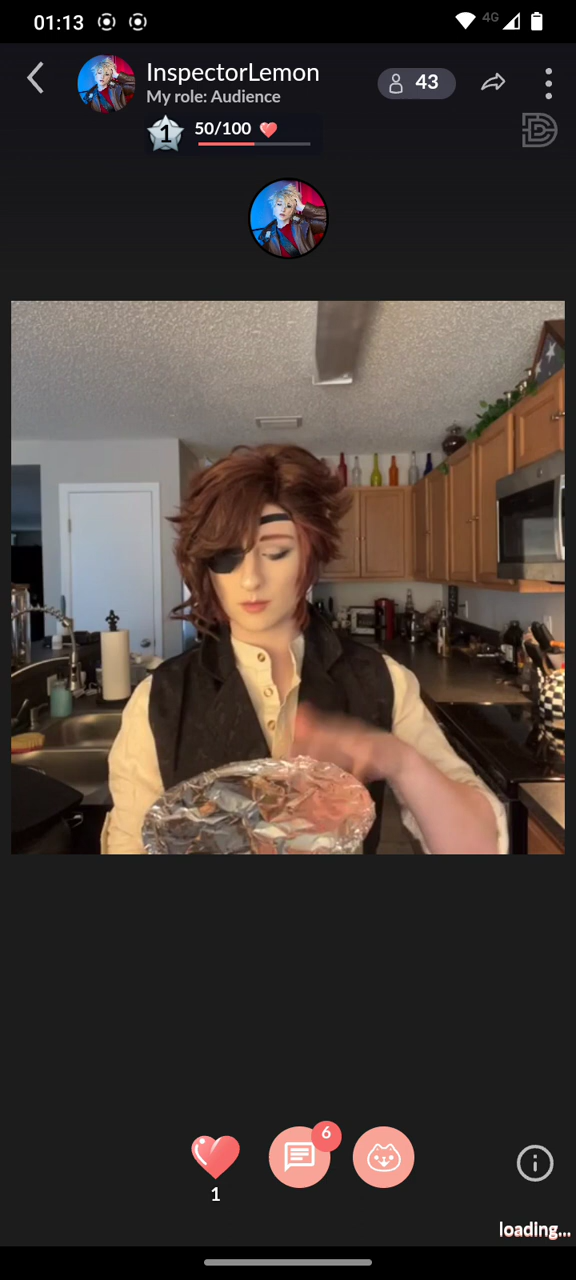 01:13
4G
InspectorLemon
43
My role: Audience
1
50/100
6
1
loading...